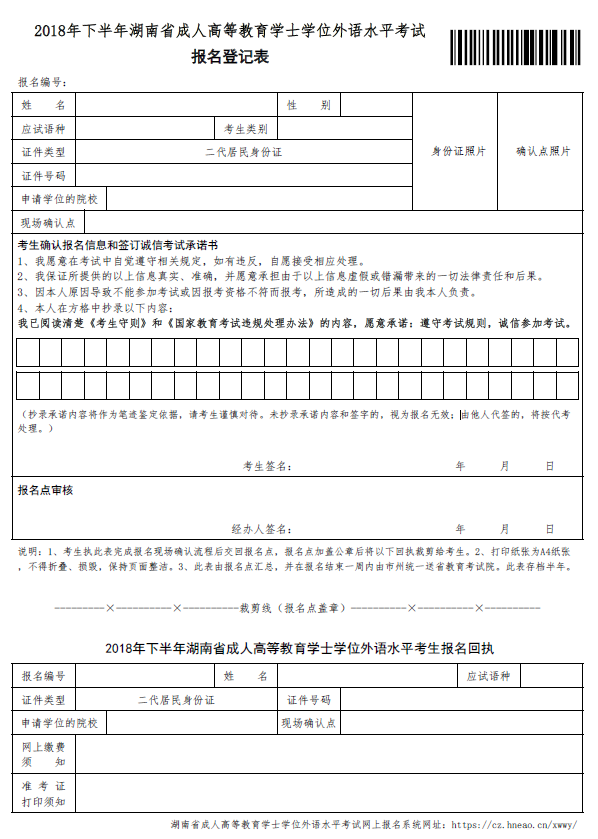 2018年下半年湖南省成人高等教育学士学位外语水平考试
报名登记表
报名编号：
姓 名 性 别
应试语种 考生类别
证件类型 二代居民身份证 身份证照片 确认点照片
证件号码
申请学位的院校
现场确认点
考生确认报名信息和签订诚信考试承诺书
1、我愿意在考试中自觉遵守相关规定，如有违反，自愿接受相应处理。
2、我保证所提供的以上信息真实、准确，并愿意承担由于以上信息虚假或错漏带来的一切法律责任和后果。
3、因本人原因导致不能参加考试或因报考资格不符而报考，所造成的一切后果由我本人负责。
4、本人在方格中抄录以下内容：
我已阅读清楚《考生守则》和《国家教育考试违规处理办法》的内容，愿意承诺：遵守考试规则，诚信参加考试。
（抄录承诺内容将作为笔迹鉴定依据，请考生谨慎对待。未抄录承诺内容和签字的，视为报名无效；由他人代签的，将按代考
处理。）
考生签名： 年 月 日
报名点审核
经办人签名： 年 月 日
说明：1、考生执此表完成报名现场确认流程后交回报名点，报名点加盖公章后将以下回执裁剪给考生。2、打印纸张为A4纸张
，不得折叠、损毁，保持页面整洁。3、此表由报名点汇总，并在报名结束一周内由市州统一送省教育考试院。此表存档半年。
---------×----------×----------裁剪线（报名点盖章）----------×----------×----------
2018年下半年湖南省成人高等教育学士学位外语水平考生报名回执
报名编号 姓 名 应试语种
证件类型 二代居民身份证 证件号码
申请学位的院校 现场确认点
网上缴费
须 知
准 考 证
打印须知
湖南省成人高等教育学士学位外语水平考试网上报名系统网址：https://cz.hneao.cn/xwwy/